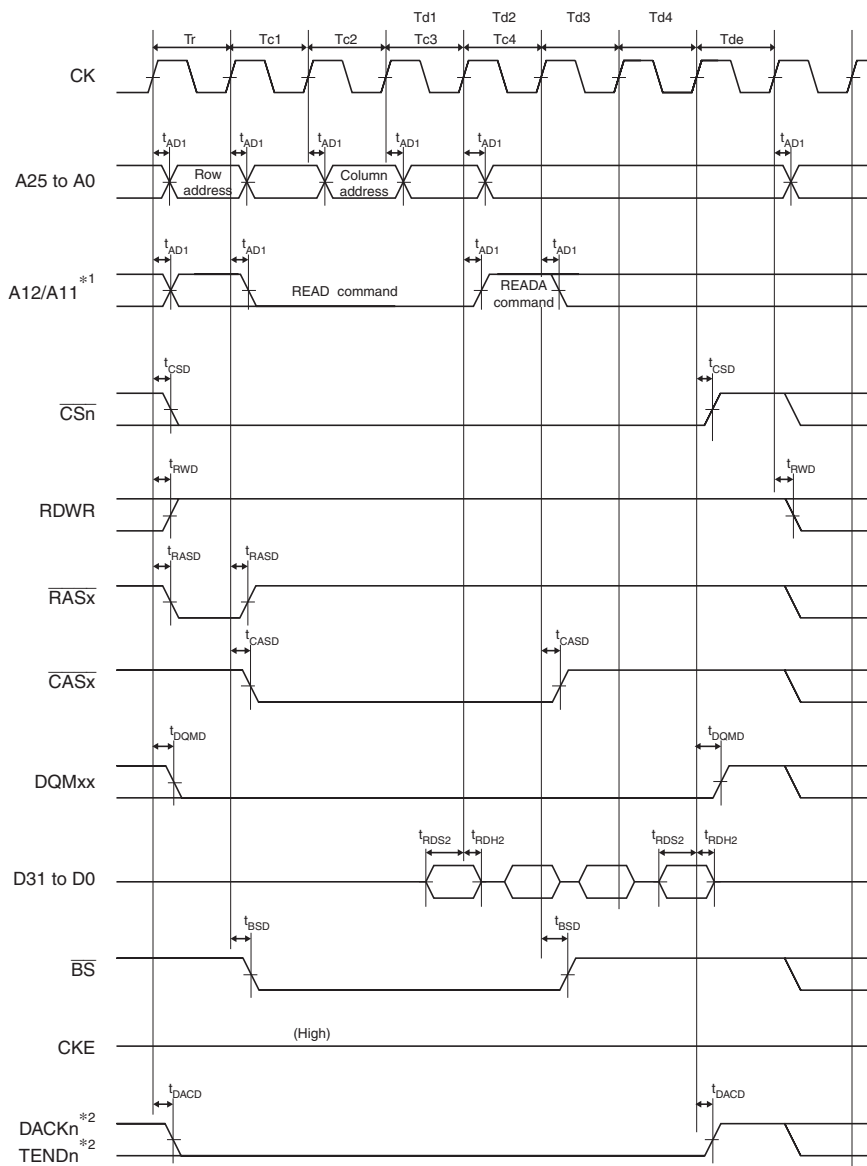 Td1 Td2 Td3 Td4
Tr Tc1 Tc2 Tc3 Tc4 Tde
CK
tAD1 tAD1 tAD1 tAD1 tAD1 tAD1
A25 to A0
Row address
Column address
tAD1 tAD1 tAD1 tAD1
A12/A11*1
READ command
READA command
tCSD tCSD
CSn
tRWD tRWD
RDWR
tRASD tRASD
RASx
tCASD tCASD
CASx
tDQMD tDQMD
DQMxx
tRDS2 tRDH2 tRDS2 tRDH2
D31 to D0
tBSD tBSD
BS
(High)
CKE
tDACD tDACD
DACKn*2
TENDn*2